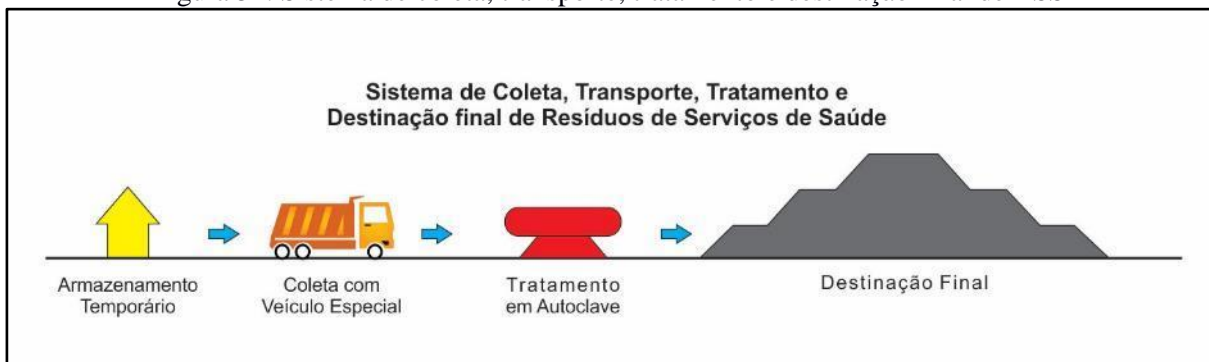 Sistema de Coleta, Transporte, Tratamento e
Destinação final de Resíduos de Serviços de Saúde
Armazenamento
Temporário
Coleta com
Veículo Especial
Tratamento
em Autoclave
Destinação Final